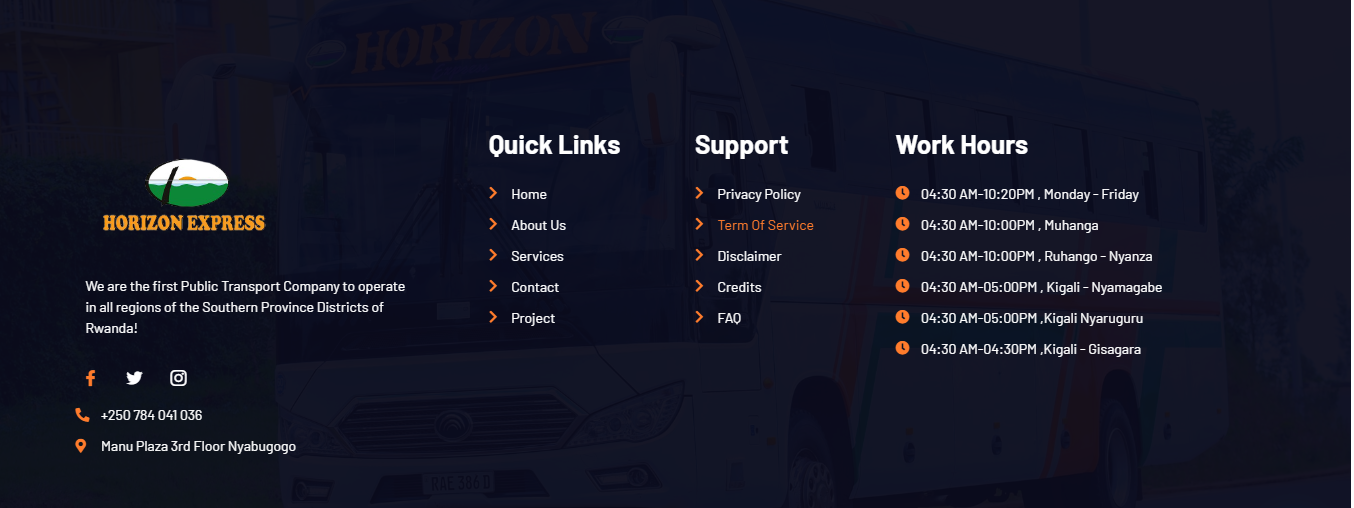 HORIZON
HORIZON EXPRESS
We are the first Public Transport Company to operate
in all regions of the Southern Province Districts of
Rwanda!
+250 784 041 036
Manu Plaza 3rd Floor Nyabugogo
Quick Links
Home
About Us
Services
Contact
Project
Support
Privacy Policy
Term Of Service
Disclaimer
Credits
FAQ
Work Hours
04:30 AM-10:20PM , Monday - Friday
04:30 AM-10:00PM , Muhanga
04:30 AM-10:00PM , Ruhango - Nyanza
04:30 AM-05:00PM , Kigali - Nyamagabe
04:30 AM-05:00PM ,Kigali Nyaruguru
04:30 AM-04:30PM ,Kigali - Gisagara
RAE 386 D